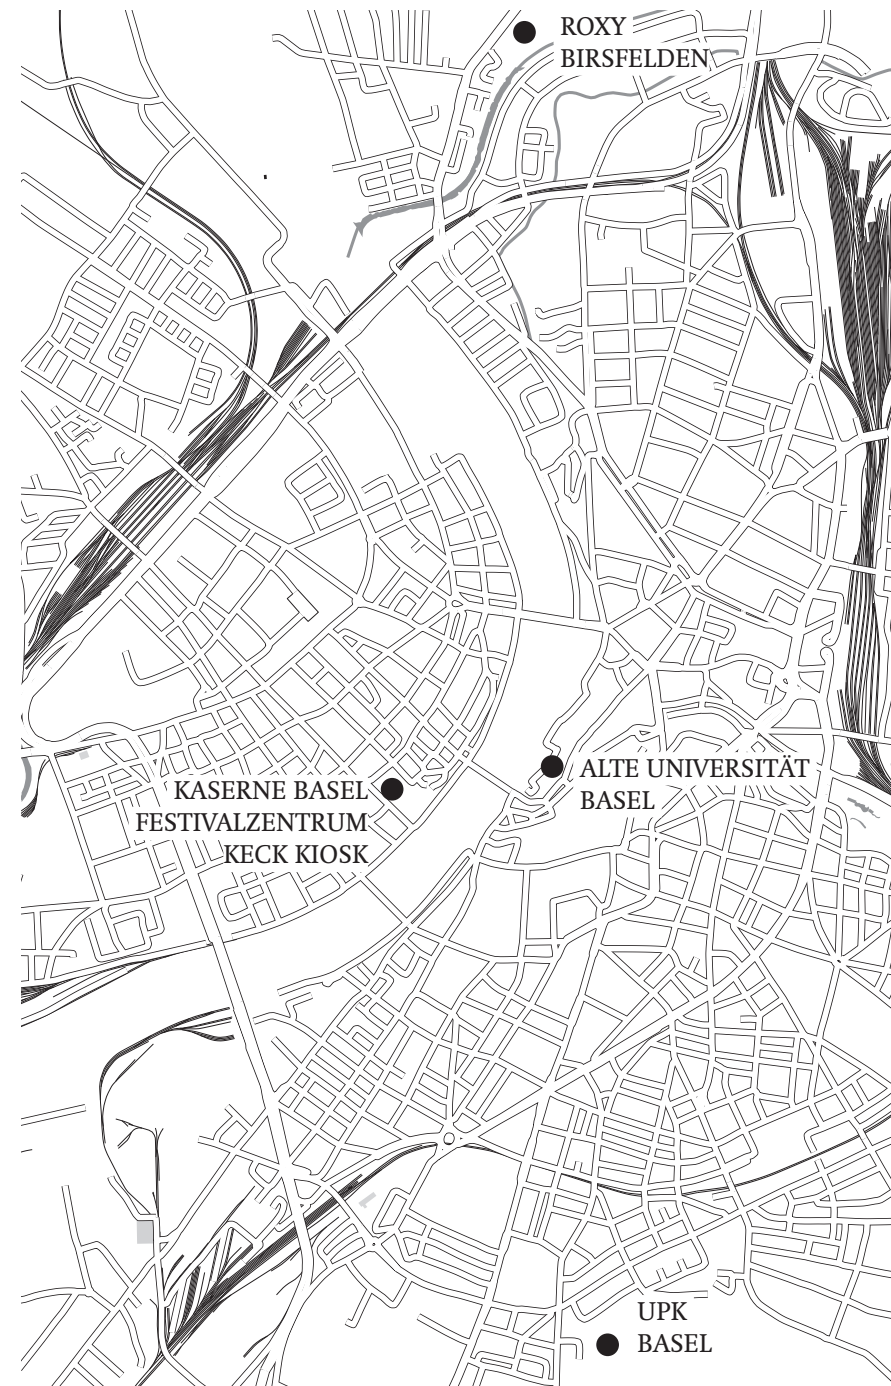 ROXY
BIRSFELDEN
ALTE UNIVERSITÄT
BASEL
KASERNE BASEL
FESTIVALZENTRUM
KECK KIOSK
UPK
BASEL